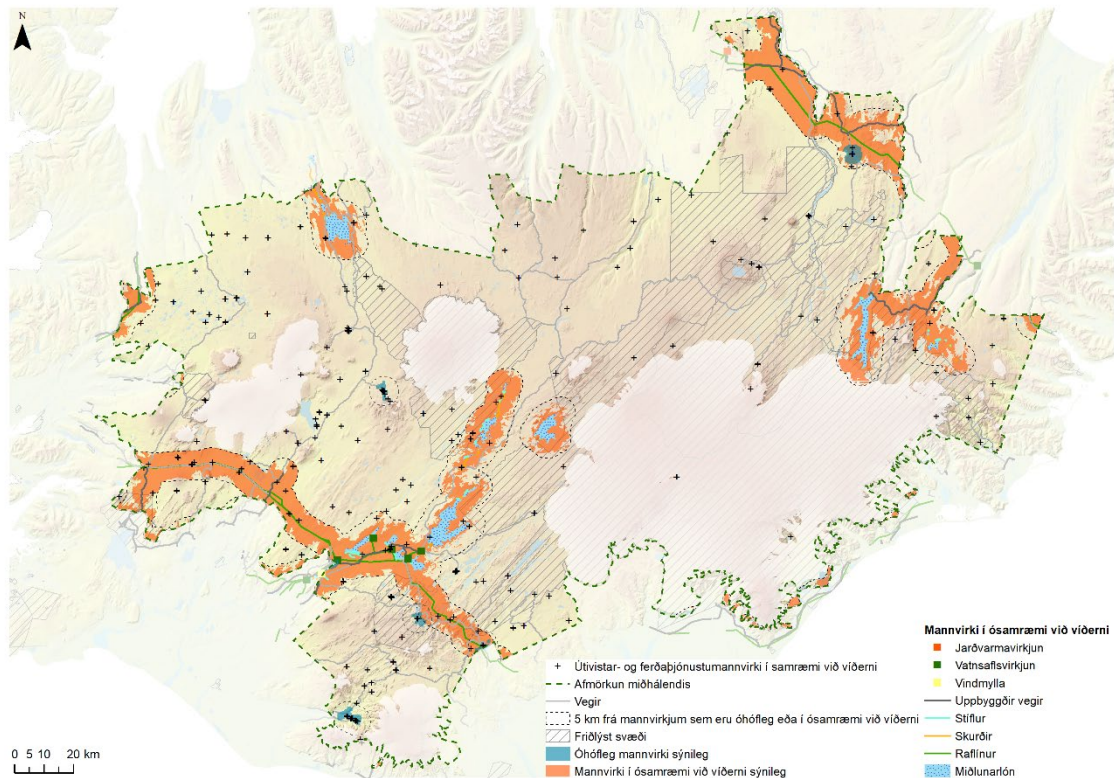 N
Útivistar- og ferðaþjónustumannvirki í samræmi við víðerni
Afmörkun miðhálendis
Vegir
5 km frá mannvirkjum sem eru óhófleg eða í ósamræmi við víðerni
Friðlýst svæði
Óhófleg mannvirki sýnileg
Mannvirki í ósamræmi við víðerni sýnileg
Mannvirki í ósamræmi við víðerni
Jarðvarmavirkjun
Vatnsaflsvirkjun
Vindmylla
Uppbyggðir vegir
Stíflur
Skurðir
Raflínur
Miðlunarlón
0 5 10 20 km